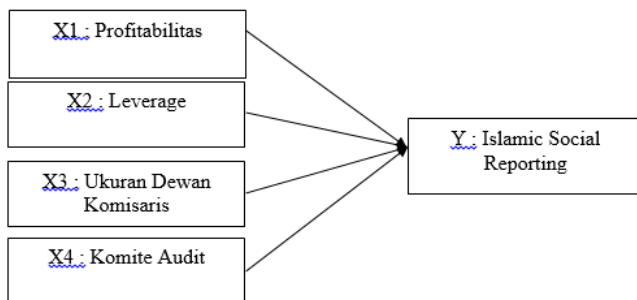 X1 : Profitabilitas
X2 : Leverage
Y : Islamic Social
Reporting
X3 : Ukuran Dewan
Komisaris
X4 : Komite Audit